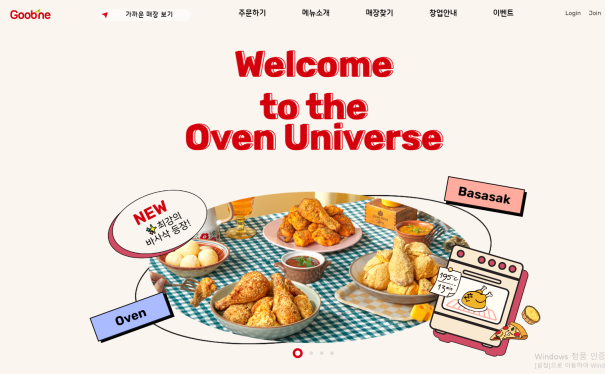 Goobne
가까운 매장 보기
주문하기
메뉴소개
매장찾기
창업안내
이벤트
Login
Join
Welcome
to the
Oven Universe
NEW
최강의
바사삭 등장!
Basasak
195℃
13
Oven
Windows 정품 인증